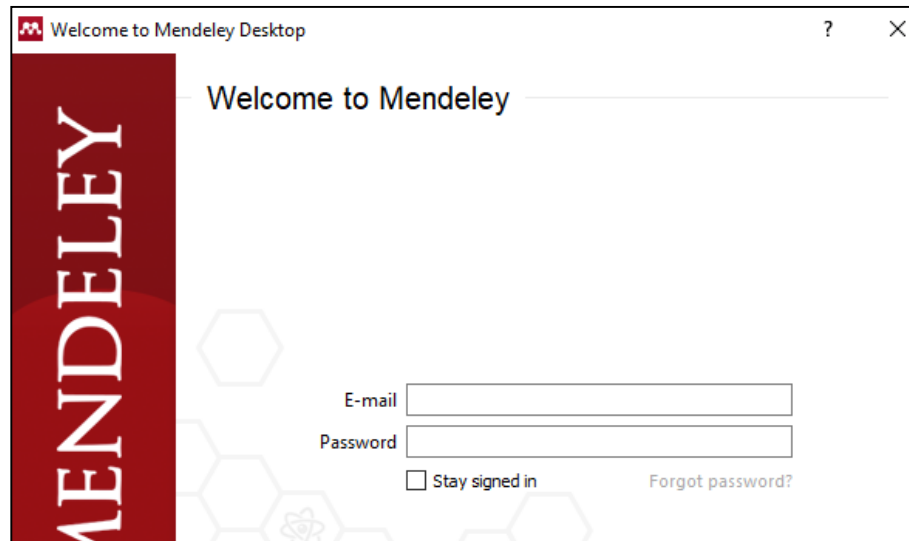 Welcome to Mendeley Desktop
Welcome to Mendeley
MENDELEY
E-mail
Password
Stay signed in
Forgot password?